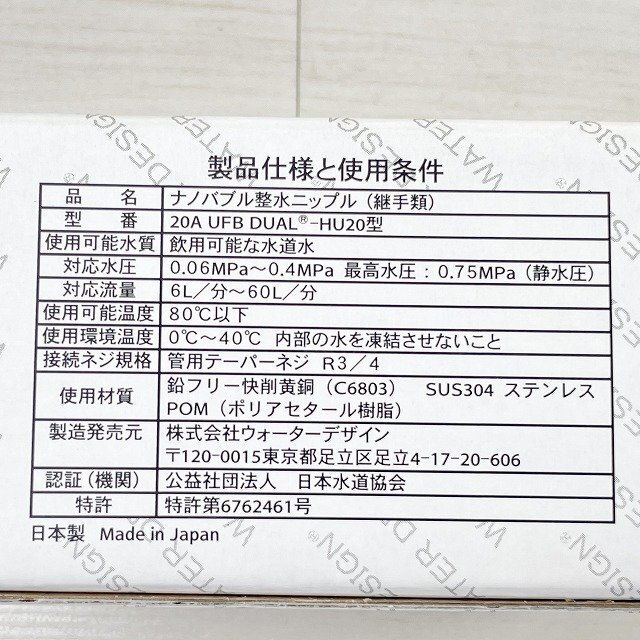 製品仕様と使用条件
品 名 ナノバブル整水ニップル（継手類）
型 番 20A UFB DUAL®-HU20型
使用可能水質 飲用可能な水道水
対応水圧 0.06MPa～0.4MPa 最高水圧：0.75MPa（静水圧）
対応流量 6L／分～60L／分
使用可能温度 80℃以下
使用環境温度 0℃～40℃ 内部の水を凍結させないこと
接続ネジ規格 管用テーパーネジ R3／4
使用材質 鉛フリー快削黄銅（C6803） SUS304 ステンレス
POM（ポリアセタール樹脂）
製造発売元 株式会社ウォーターデザイン
〒120-0015東京都足立区足立4-17-20-606
認証（機関） 公益社団法人 日本水道協会
特許 特許第6762461号
日本製 Made in Japan